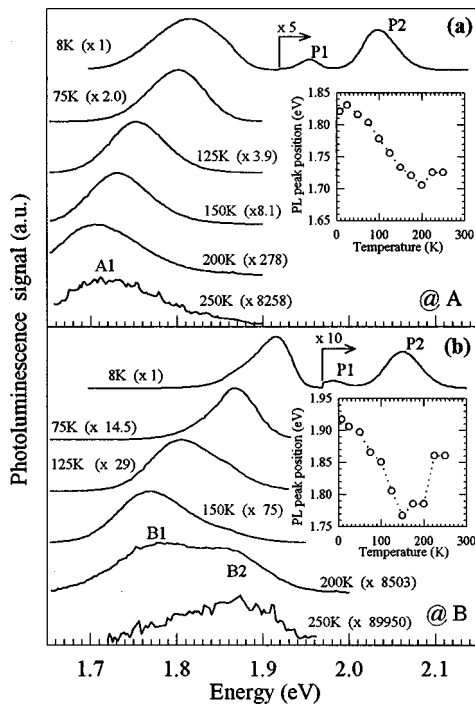 (a)
x 5
8K (x 1)
P1
P2
75K (x 2.0)
125K (x 3.9)
150K (x8.1)
200K (x 278)
A1
250K (x 8258)
@ A
PL peak position (eV)
1.85
1.80
1.75
1.70
1.65
0 100 200 300
Temperature (K)
(b)
x 10
8K (x 1)
P1
P2
75K (x 14.5)
125K (x 29)
150K (x 75)
B1
B2
200K (x 8503)
250K (x 89950)
@ B
PL peak position (eV)
1.95
1.90
1.85
1.80
1.75
0 100 200 300
Temperature (K)
Photoluminescence signal (a.u.)
1.7 1.8 1.9 2.0 2.1
Energy (eV)